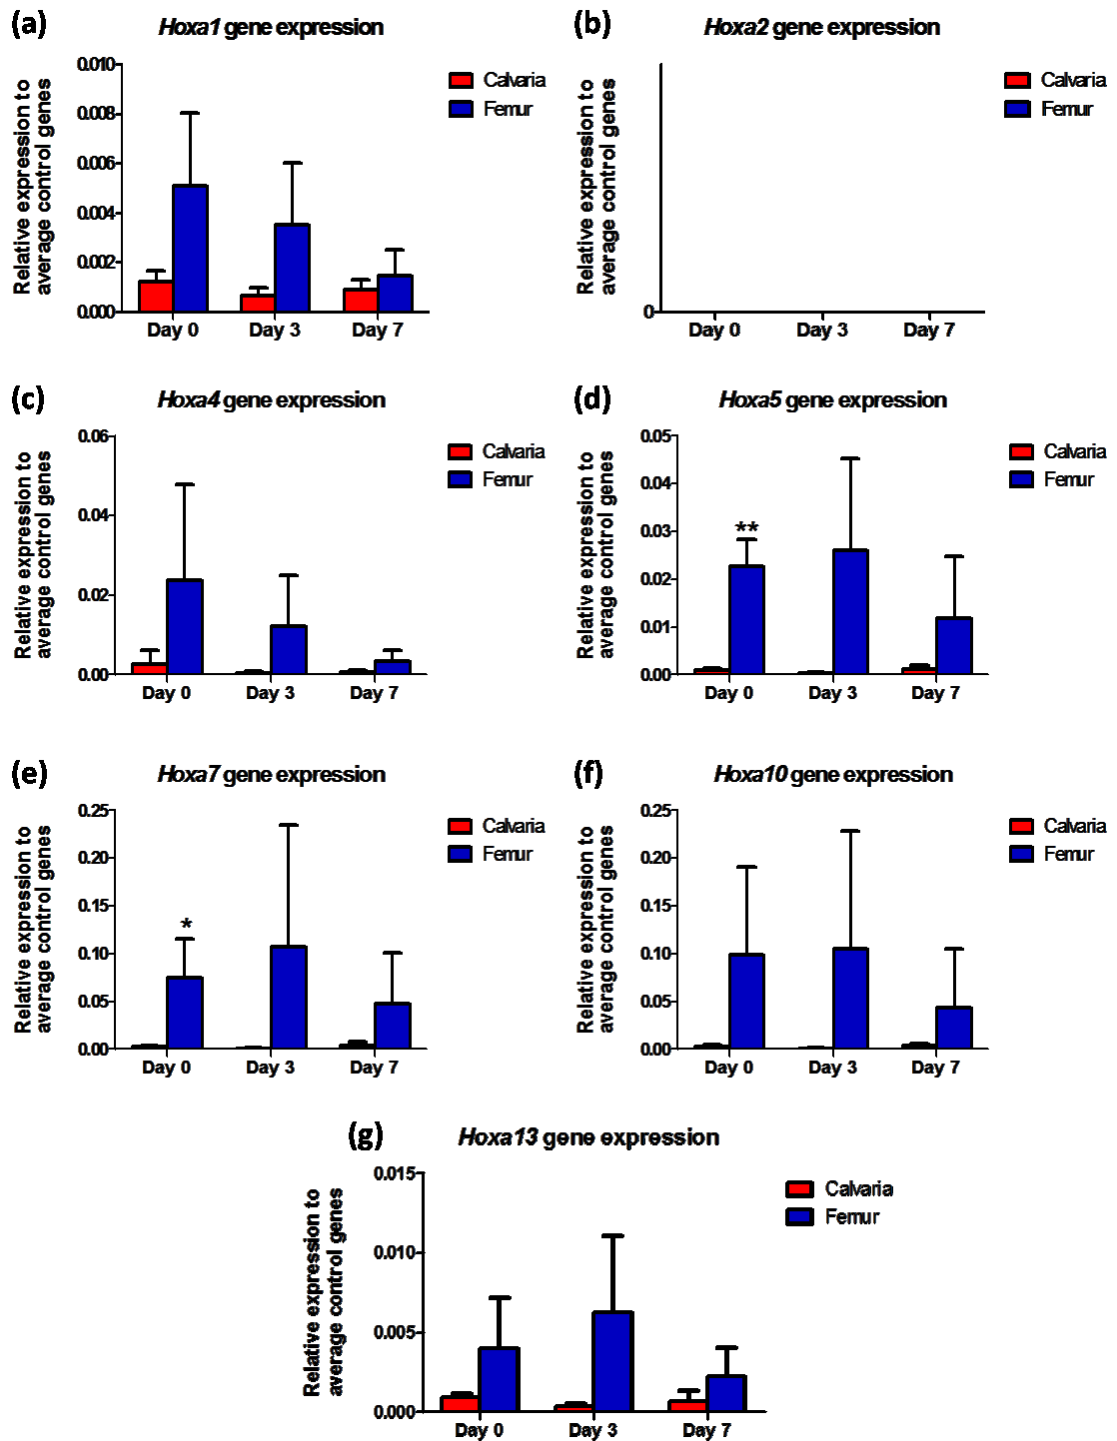 (a) Hoxa1 gene expression
Relative expression to
average control genes
0.010
0.008
0.006
0.004
0.002
0.000
Day 0 Day 3 Day 7
Calvaria
Femur
(b) Hoxa2 gene expression
Relative expression to
average control genes
0
Day 0 Day 3 Day 7
Calvaria
Femur
(c) Hoxa4 gene expression
Relative expression to
average control genes
0.06
0.04
0.02
0.00
Day 0 Day 3 Day 7
Calvaria
Femur
(d) Hoxa5 gene expression
Relative expression to
average control genes
0.05
0.04
0.03
0.02
0.01
0.00
**
Day 0 Day 3 Day 7
Calvaria
Femur
(e) Hoxa7 gene expression
Relative expression to
average control genes
0.25
0.20
0.15
0.10
0.05
0.00
*
Day 0 Day 3 Day 7
Calvaria
Femur
(f) Hoxa10 gene expression
Relative expression to
average control genes
0.25
0.20
0.15
0.10
0.05
0.00
Day 0 Day 3 Day 7
Calvaria
Femur
(g) Hoxa13 gene expression
Relative expression to
average control genes
0.015
0.010
0.005
0.000
Day 0 Day 3 Day 7
Calvaria
Femur